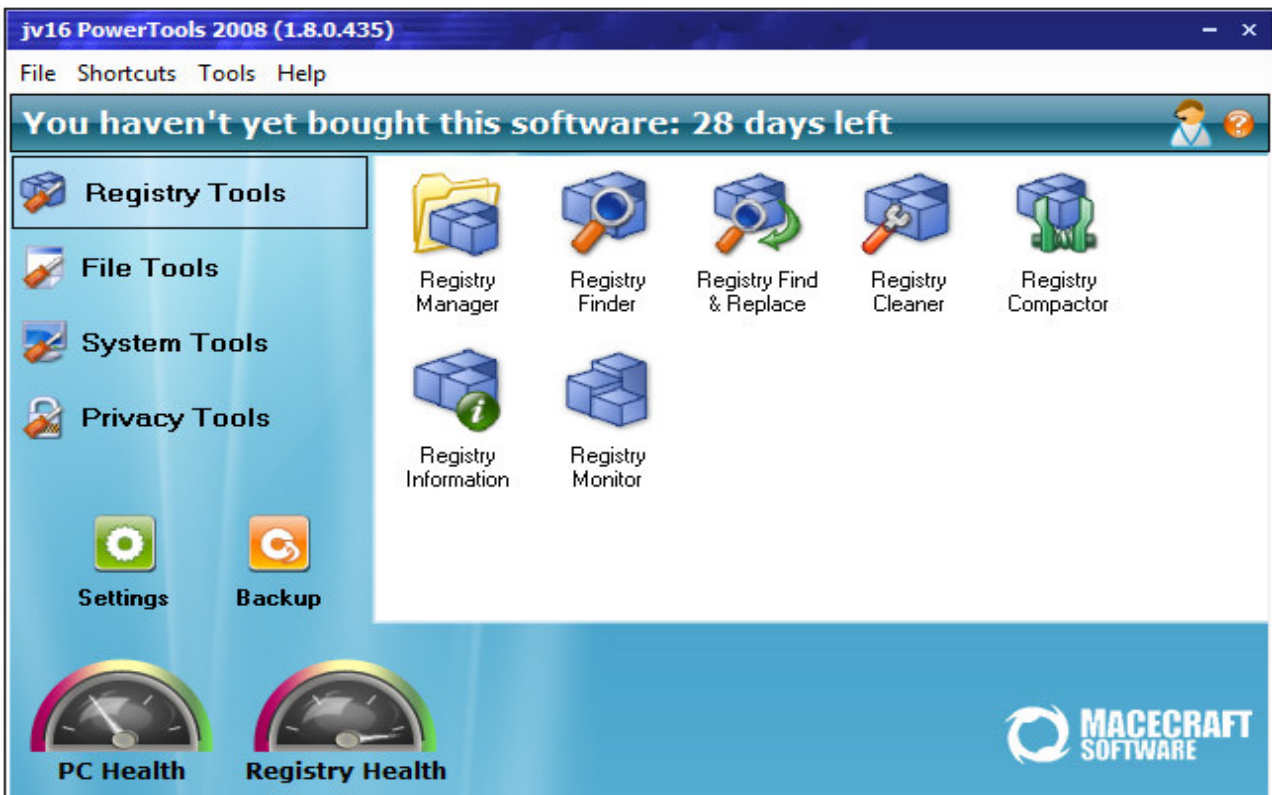 jv16 PowerTools 2008 (1.8.0.435)
File Shortcuts Tools Help
You haven't yet bought this software: 28 days left
Registry Tools
File Tools
System Tools
Privacy Tools
Settings
Backup
Registry
Manager
Registry
Finder
Registry Find
& Replace
Registry
Cleaner
Registry
Compactor
Registry
Information
Registry
Monitor
PC Health
Registry Health
MACECRAFT
SOFTWARE